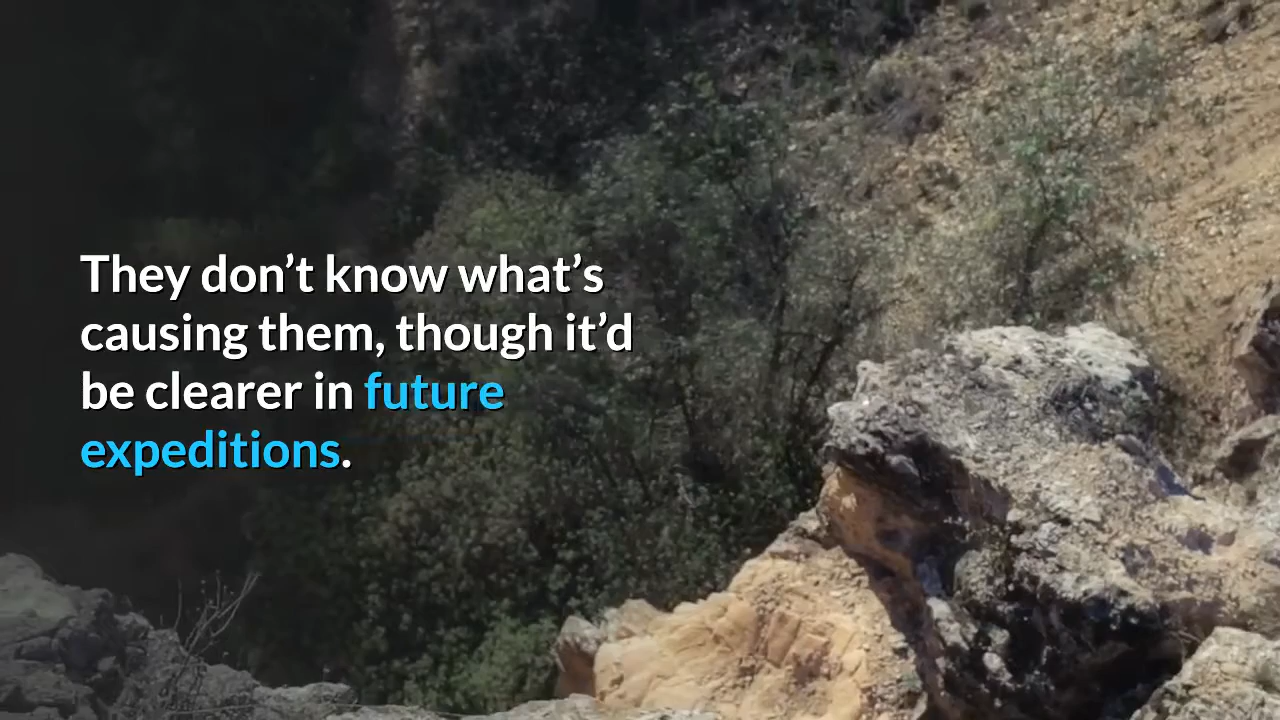 They don’t know what’s
causing them, though it’d
be clearer in future
expeditions.